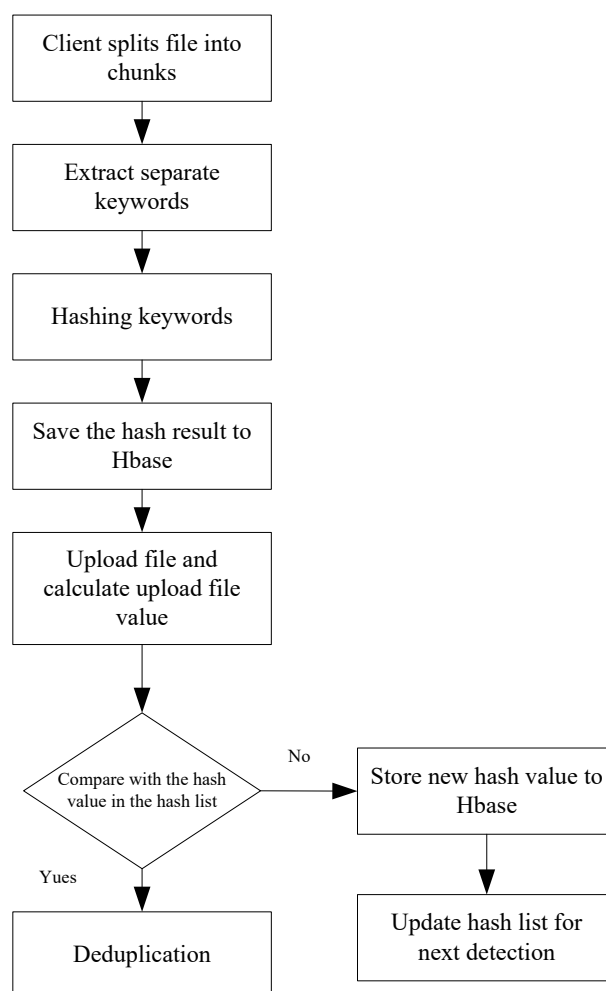 Client splits file into
chunks
Extract separate
keywords
Hashing keywords
Save the hash result to
Hbase
Upload file and
calculate upload file
value
Compare with the hash
value in the hash list
No
Store new hash value to
Hbase
Yues
Deduplication
Update hash list for
next detection